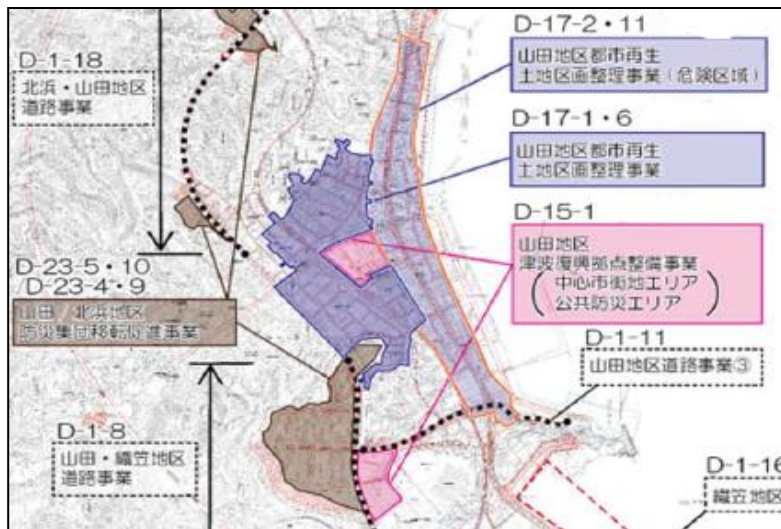 D-17-2・11
山田地区都市再生
土地区画整理事業(危険区域)
D-1-18
北浜・山田地区
道路事業
D-17-1・6
山田地区都市再生
土地区画整理事業
D-15-1
山田地区
津波復興拠点整備事業
(中心市街地エリア
公共防災エリア)
D-23-5・10
/D-23-4・9
山田/北浜地区
防災集団移転促進事業
D-1-11
山田地区道路事業③
D-1-8
山田・織笠地区
道路事業
D-1-16
織笠地区